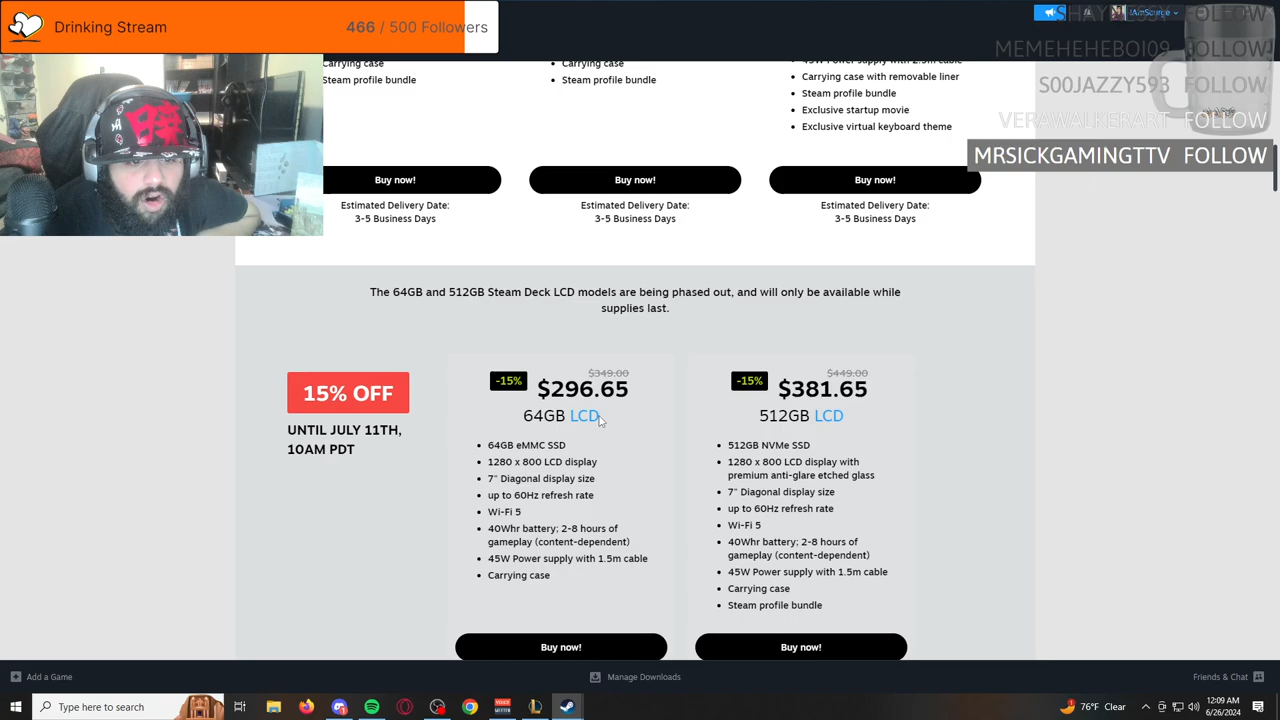 Drinking Stream
466 / 500 Followers
IAmSource
FOLLOW
MEMEHEHEBOI09 FOLLOW
S00JAZZY593 FOLLOW
VERAWALKERART FOLLOW
MRSICKGAMINGTTV FOLLOW
Carrying case
Steam profile bundle
Carrying case
Steam profile bundle
45W Power supply with 2.5m cable
Carrying case with removable liner
Steam profile bundle
Exclusive startup movie
Exclusive virtual keyboard theme
Buy now!
Buy now!
Buy now!
Estimated Delivery Date:
3-5 Business Days
Estimated Delivery Date:
3-5 Business Days
Estimated Delivery Date:
3-5 Business Days
The 64GB and 512GB Steam Deck LCD models are being phased out, and will only be available while
supplies last.
15% OFF
UNTIL JULY 11TH,
10AM PDT
-15%
$349.00
$296.65
64GB LCD
64GB eMMC SSD
1280 x 800 LCD display
7" Diagonal display size
up to 60Hz refresh rate
Wi-Fi 5
40Whr battery; 2-8 hours of
gameplay (content-dependent)
45W Power supply with 1.5m cable
Carrying case
Buy now!
-15%
$449.00
$381.65
512GB LCD
512GB NVMe SSD
1280 x 800 LCD display with
premium anti-glare etched glass
7" Diagonal display size
up to 60Hz refresh rate
Wi-Fi 5
40Whr battery; 2-8 hours of
gameplay (content-dependent)
45W Power supply with 1.5m cable
Carrying case
Steam profile bundle
Buy now!
Add a Game
Manage Downloads
Friends & Chat
Type here to search
76°F Clear
12:09 AM
6/26/2024